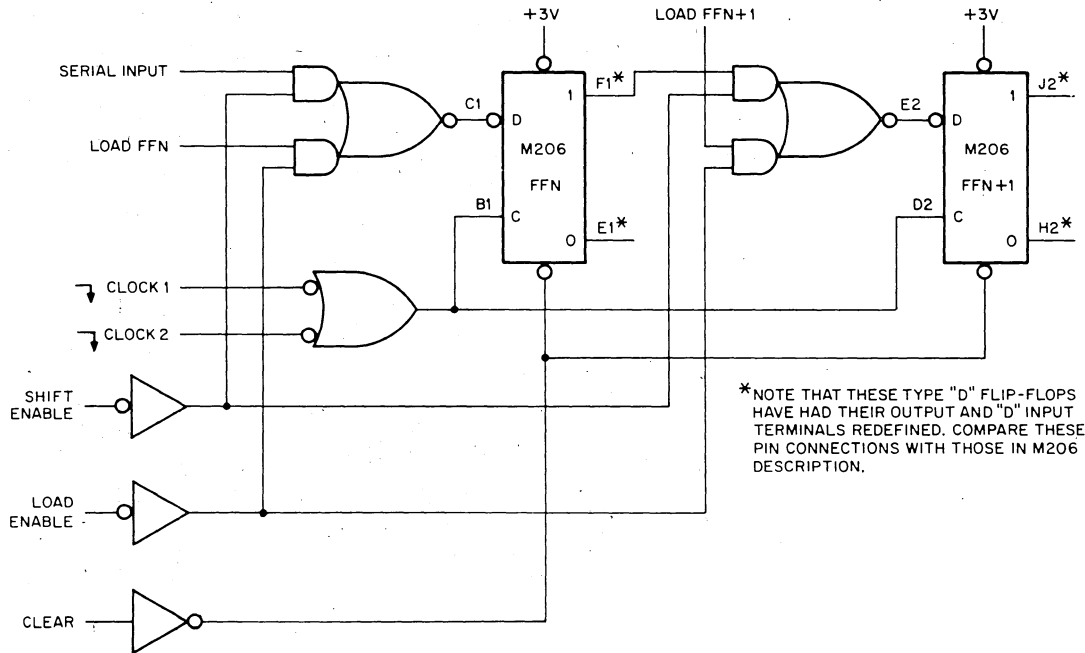 +3V
LOAD FFN+1
+3V
SERIAL INPUT
F1*
J2*
1
1
C1
D
E2
D
LOAD FFN
M206
M206
FFN
FFN+1
B1
D2
C
E1*
C
H2*
0
0
CLOCK 1
CLOCK 2
SHIFT
ENABLE
*NOTE THAT THESE TYPE "D" FLIP-FLOPS
HAVE HAD THEIR OUTPUT AND "D" INPUT
TERMINALS REDEFINED. COMPARE THESE
PIN CONNECTIONS WITH THOSE IN M206
DESCRIPTION.
LOAD
ENABLE
CLEAR